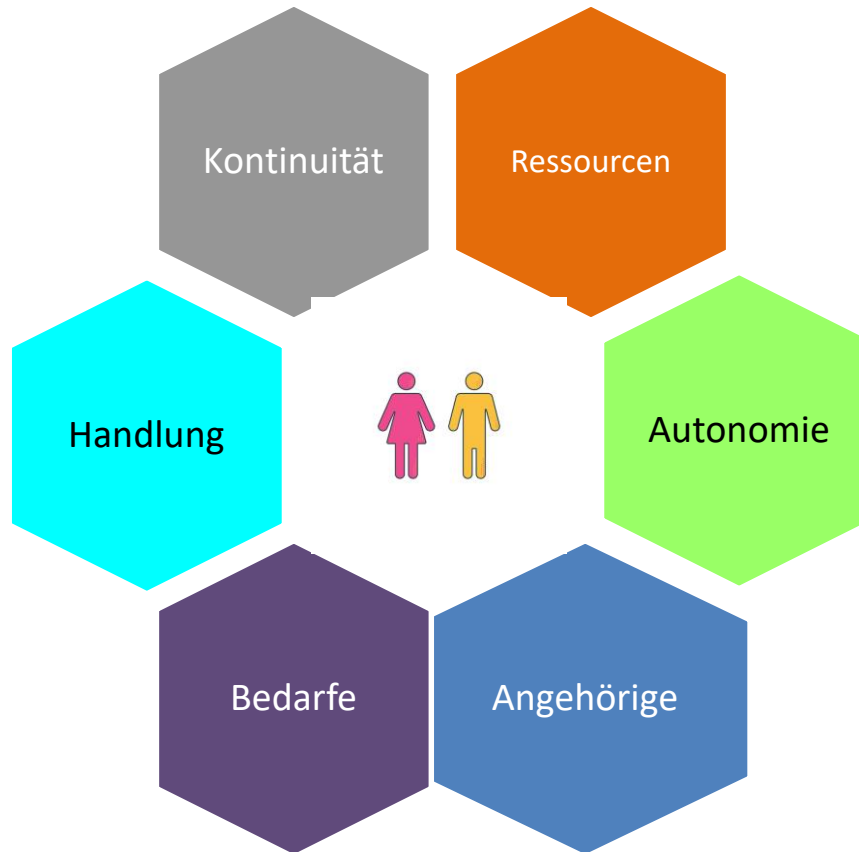 Kontinuität
Ressourcen
Handlung
Autonomie
Bedarfe
Angehörige